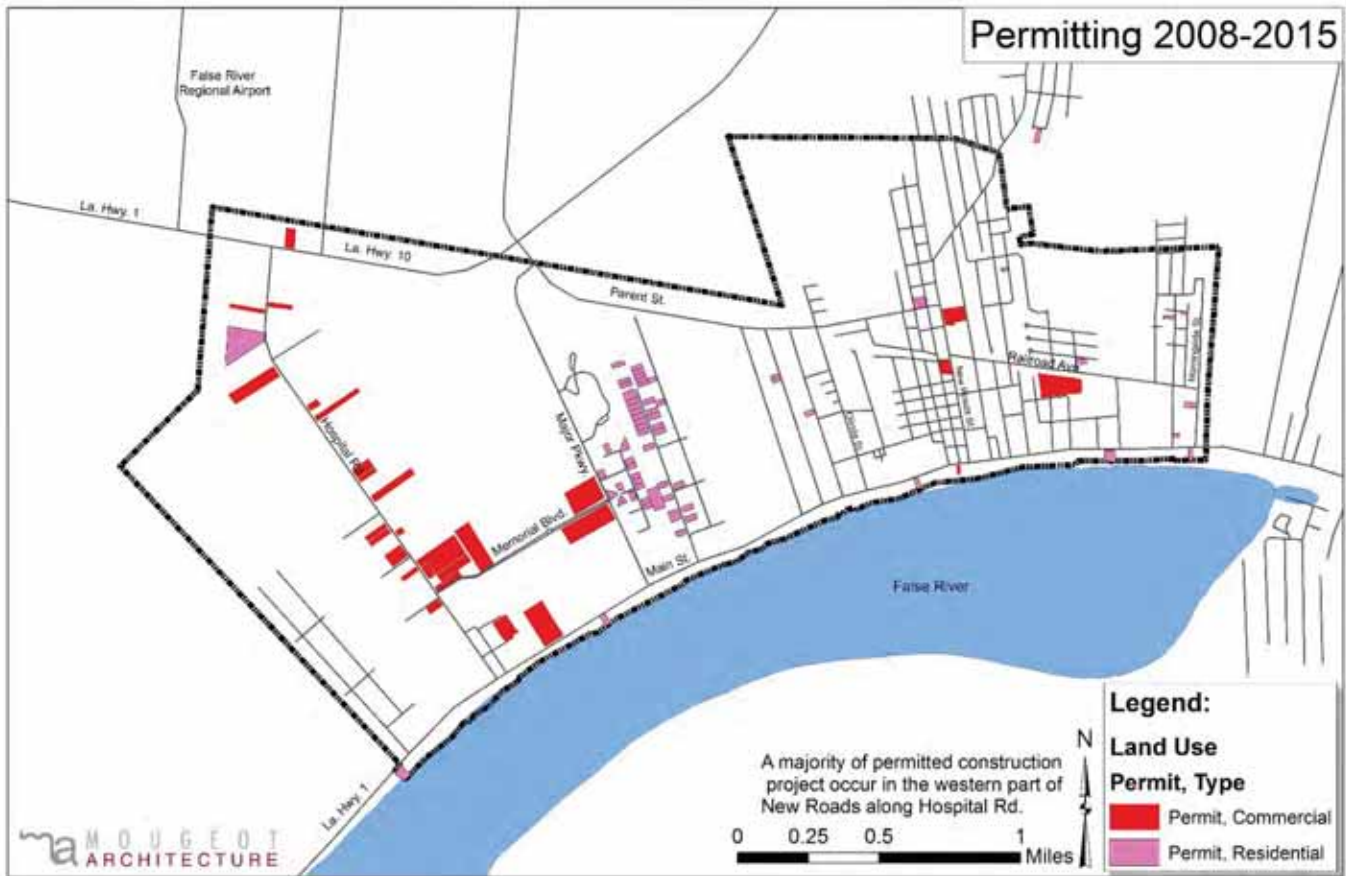 Permitting 2008-2015
False River
Regional Airport
La. Hwy. 1
La. Hwy. 10
Parent St.
Railroad Ave
Morningside St.
Hospital Rd.
Major Pkwy.
Memorial Blvd.
Main St.
False River
La. Hwy. 1
A majority of permitted construction
project occur in the western part of
New Roads along Hospital Rd.
N
0 0.25 0.5 1
Miles
Legend:
Land Use
Permit, Type
Permit, Commercial
Permit, Residential
ma MOUGEOT
ARCHITECTURE